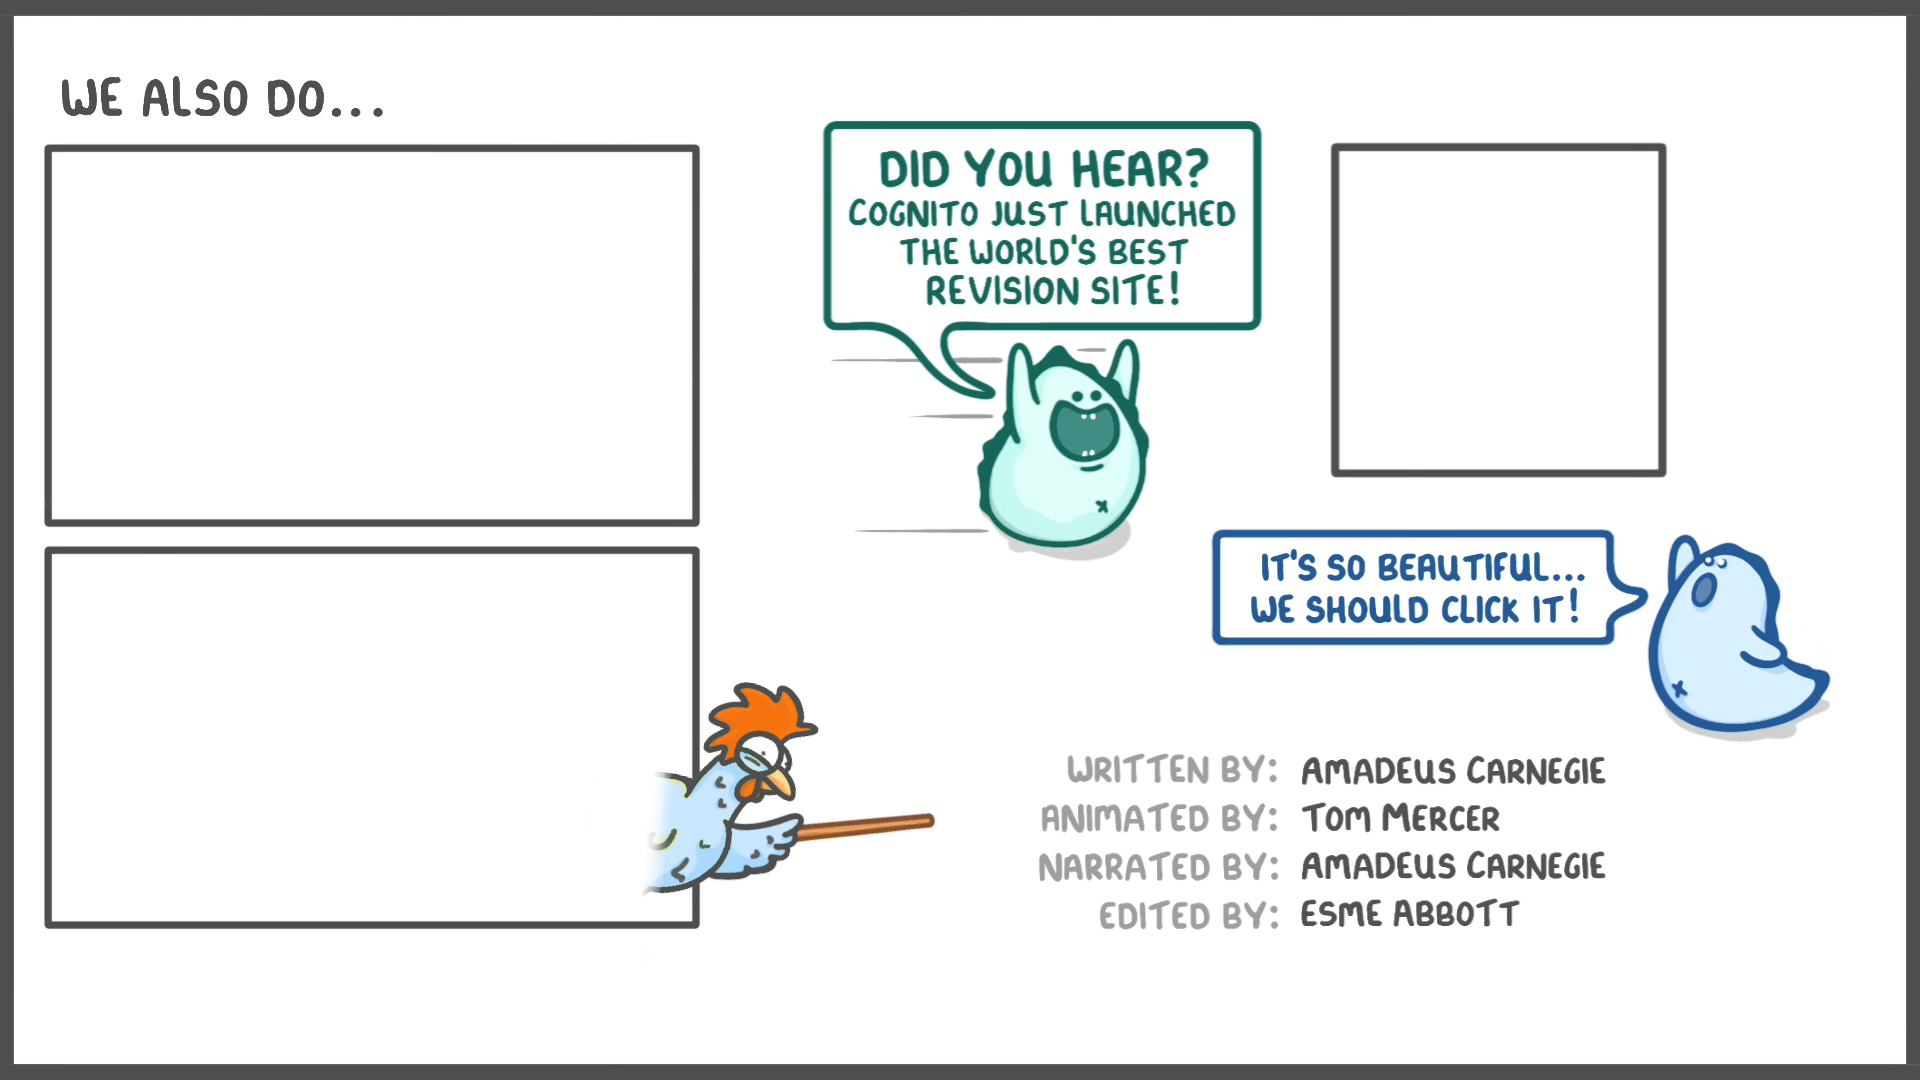 WE ALSO DO...
DID YOU HEAR?
COGNITO JUST LAUNCHED
THE WORLD'S BEST
REVISION SITE!
IT'S SO BEAUTIFUL...
WE SHOULD CLICK IT!
WRITTEN BY: AMADEUS CARNEGIE
ANIMATED BY: TOM MERCER
NARRATED BY: AMADEUS CARNEGIE
EDITED BY: ESME ABBOTT